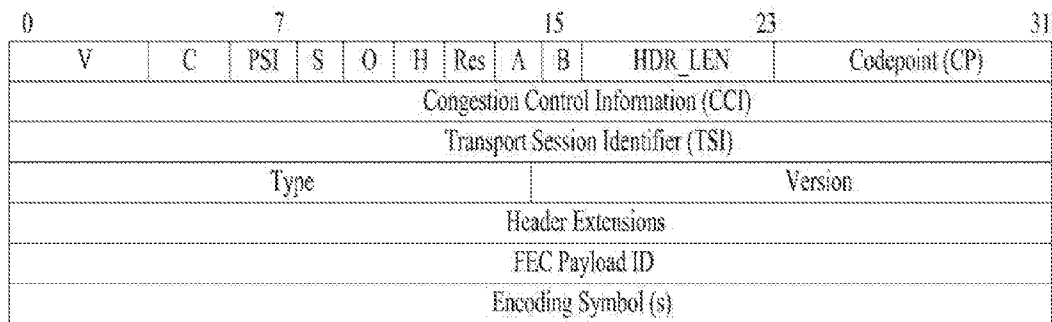 0 7 15 23 31
V C PSI S O H Res A B HDR_LEN Codepoint (CP)
Congestion Control Information (CCI)
Transport Session Identifier (TSI)
Type Version
Header Extensions
FEC Payload ID
Encoding Symbol (s)